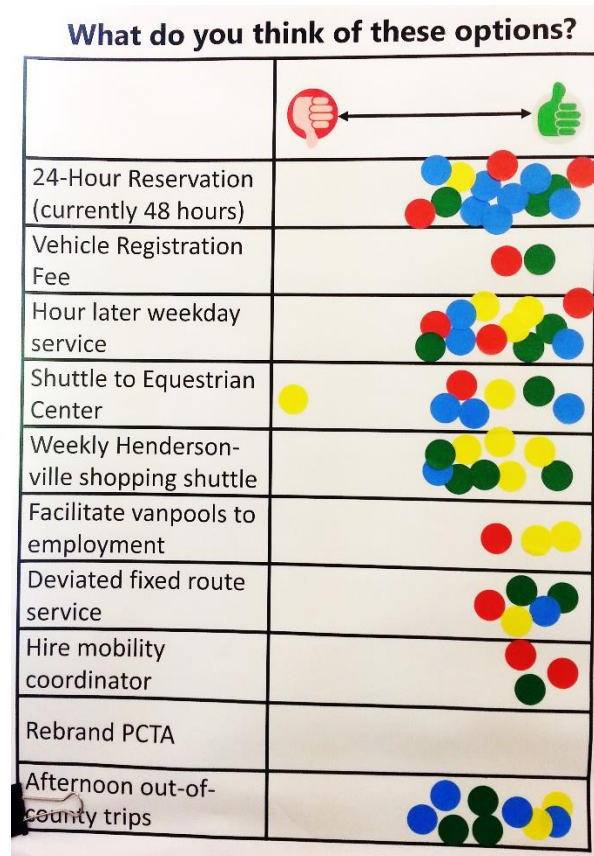 What do you think of these options?
24-Hour Reservation
(currently 48 hours)
Vehicle Registration
Fee
Hour later weekday
service
Shuttle to Equestrian
Center
Weekly Henderson-
ville shopping shuttle
Facilitate vanpools to
employment
Deviated fixed route
service
Hire mobility
coordinator
Rebrand PCTA
Afternoon out-of-
county trips